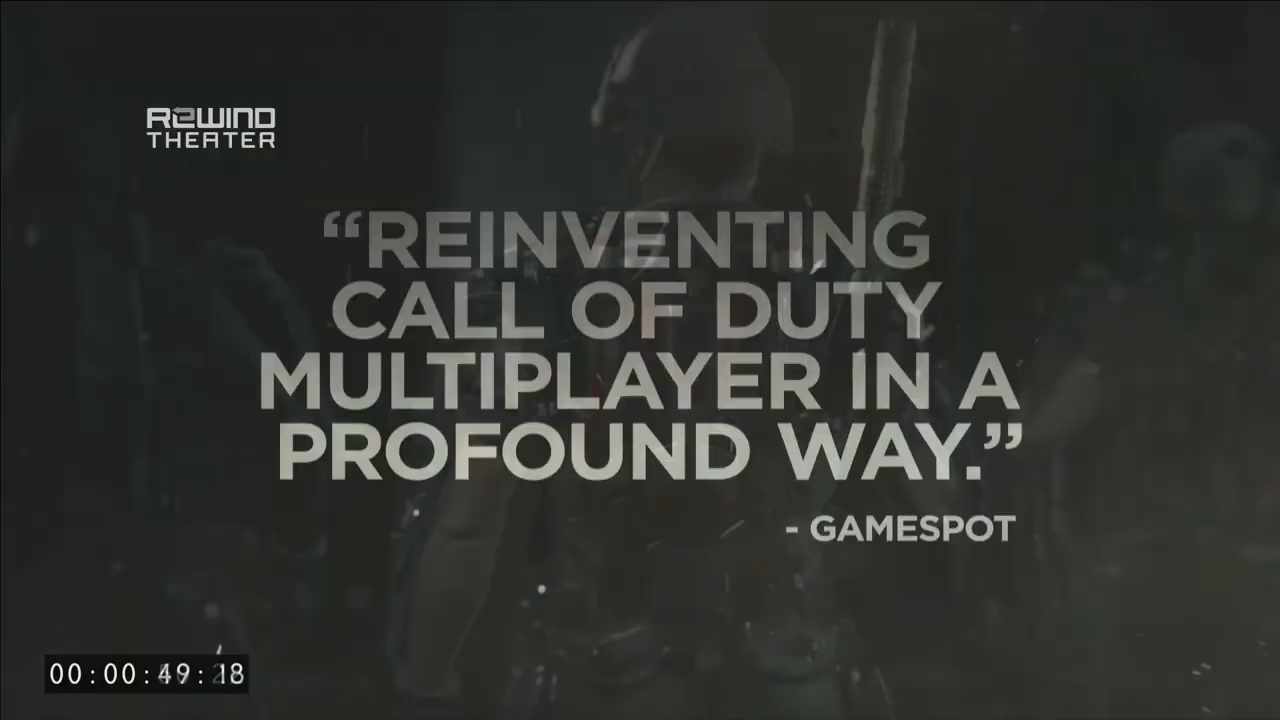 REWIND
THEATER
“REINVENTING
CALL OF DUTY
MULTIPLAYER IN A
PROFOUND WAY.”
- GAMESPOT
00:00:49:18